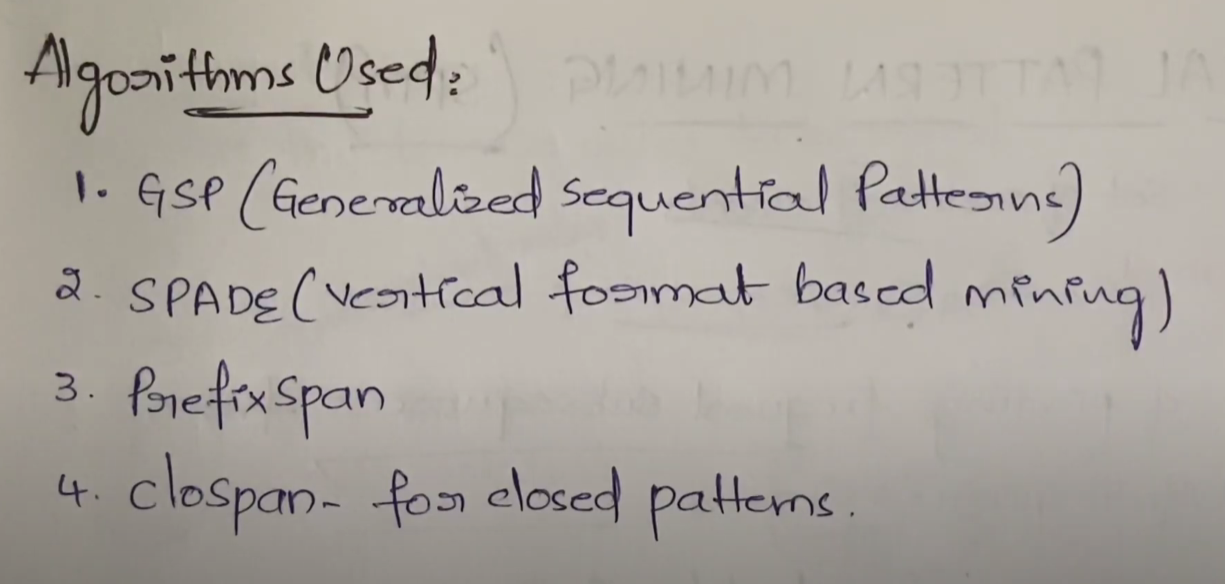 Algorithms Used:
1. GSP (Generalized Sequential Patterns)
2. SPADE (vertical format based mining)
3. PrefixSpan
4. clospan- for closed patterns.